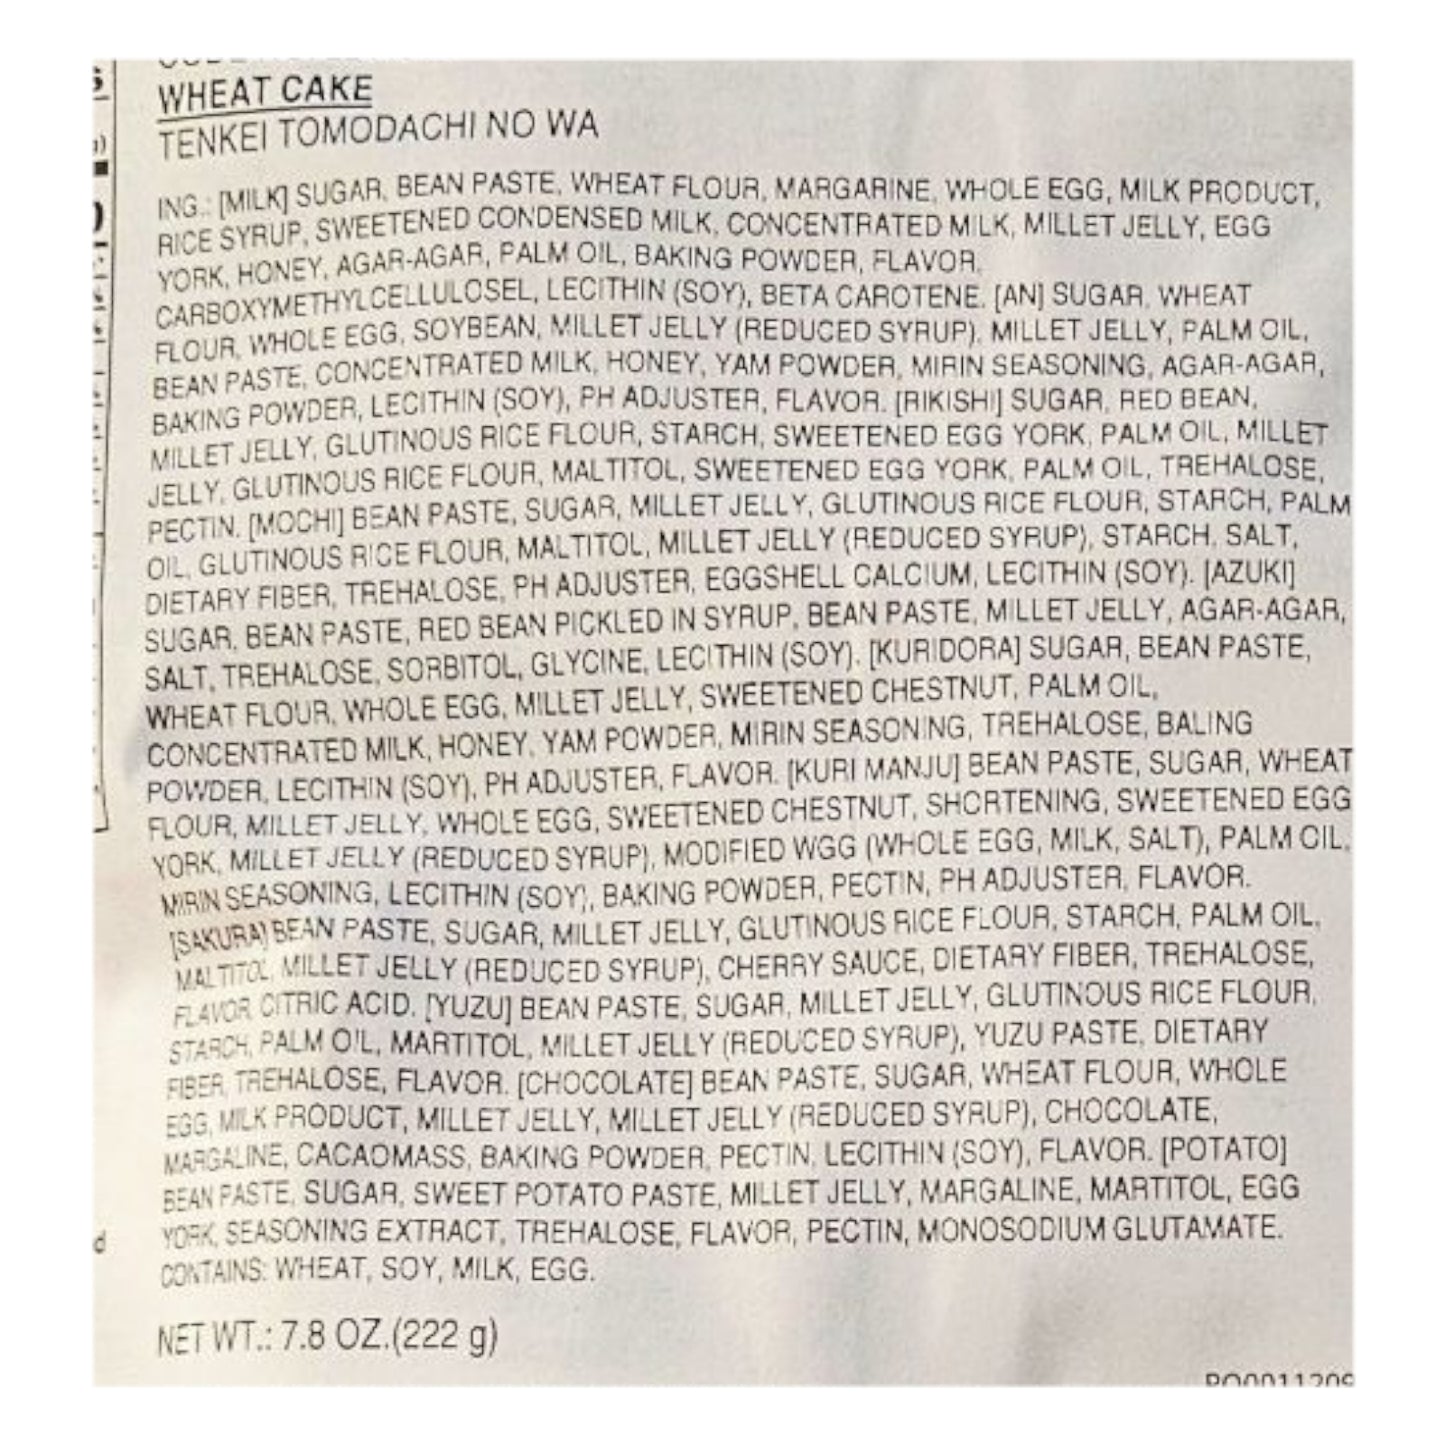 WHEAT CAKE
TENKEI TOMODACHI NO WA
ING.: [MILK] SUGAR, BEAN PASTE, WHEAT FLOUR, MARGARINE, WHOLE EGG, MILK PRODUCT,
RICE SYRUP, SWEETENED CONDENSED MILK, CONCENTRATED MILK, MILLET JELLY, EGG
YORK, HONEY, AGAR-AGAR, PALM OIL, BAKING POWDER, FLAVOR,
CARBOXYMETHYLCELLULOSEL, LECITHIN (SOY), BETA CAROTENE. [AN] SUGAR, WHEAT
FLOUR, WHOLE EGG, SOYBEAN, MILLET JELLY (REDUCED SYRUP), MILLET JELLY, PALM OIL,
BEAN PASTE, CONCENTRATED MILK, HONEY, YAM POWDER, MIRIN SEASONING, AGAR-AGAR,
BAKING POWDER, LECITHIN (SOY), PH ADJUSTER, FLAVOR. [RIKISHI] SUGAR, RED BEAN,
MILLET JELLY, GLUTINOUS RICE FLOUR, STARCH, SWEETENED EGG YORK, PALM OIL, MILLET
JELLY, GLUTINOUS RICE FLOUR, MALTITOL, SWEETENED EGG YORK, PALM OIL, TREHALOSE,
PECTIN. [MOCHI] BEAN PASTE, SUGAR, MILLET JELLY, GLUTINOUS RICE FLOUR, STARCH, PALM
OIL, GLUTINOUS RICE FLOUR, MALTITOL, MILLET JELLY (REDUCED SYRUP), STARCH, SALT,
DIETARY FIBER, TREHALOSE, PH ADJUSTER, EGGSHELL CALCIUM, LECITHIN (SOY). [AZUKI]
SUGAR, BEAN PASTE, RED BEAN PICKLED IN SYRUP, BEAN PASTE, MILLET JELLY, AGAR-AGAR,
SALT, TREHALOSE, SORBITOL, GLYCINE, LECITHIN (SOY). [KURIDORA] SUGAR, BEAN PASTE,
WHEAT FLOUR, WHOLE EGG, MILLET JELLY, SWEETENED CHESTNUT, PALM OIL,
CONCENTRATED MILK, HONEY, YAM POWDER, MIRIN SEASONING, TREHALOSE, BALING
POWDER, LECITHIN (SOY), PH ADJUSTER, FLAVOR. [KURI MANJU] BEAN PASTE, SUGAR, WHEAT
FLOUR, MILLET JELLY, WHOLE EGG, SWEETENED CHESTNUT, SHORTENING, SWEETENED EGG
YORK, MILLET JELLY (REDUCED SYRUP), MODIFIED WGG (WHOLE EGG, MILK, SALT), PALM OIL,
MIRIN SEASONING, LECITHIN (SOY), BAKING POWDER, PECTIN, PH ADJUSTER, FLAVOR.
[SAKURA] BEAN PASTE, SUGAR, MILLET JELLY, GLUTINOUS RICE FLOUR, STARCH, PALM OIL,
MALTITOL, MILLET JELLY (REDUCED SYRUP), CHERRY SAUCE, DIETARY FIBER, TREHALOSE,
FLAVOR, CITRIC ACID. [YUZU] BEAN PASTE, SUGAR, MILLET JELLY, GLUTINOUS RICE FLOUR,
STARCH, PALM OIL, MARTITOL, MILLET JELLY (REDUCED SYRUP), YUZU PASTE, DIETARY
FIBER, TREHALOSE, FLAVOR. [CHOCOLATE] BEAN PASTE, SUGAR, WHEAT FLOUR, WHOLE
EGG, MILK PRODUCT, MILLET JELLY, MILLET JELLY (REDUCED SYRUP), CHOCOLATE,
MARGALINE, CACAOMASS, BAKING POWDER, PECTIN, LECITHIN (SOY), FLAVOR. [POTATO]
BEAN PASTE, SUGAR, SWEET POTATO PASTE, MILLET JELLY, MARGALINE, MARTITOL, EGG
YORK, SEASONING EXTRACT, TREHALOSE, FLAVOR, PECTIN, MONOSODIUM GLUTAMATE.
CONTAINS: WHEAT, SOY, MILK, EGG.
NET WT.: 7.8 OZ.(222 g)